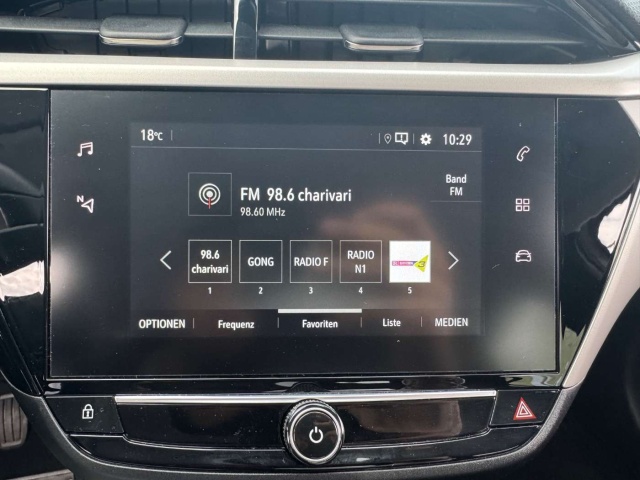 18°C
10:29
FM 98.6 charivari
98.60 MHz
Band
FM
98.6
charivari
GONG
RADIO F
RADIO
N1
1
2
3
4
5
OPTIONEN
Frequenz
Favoriten
Liste
MEDIEN
N